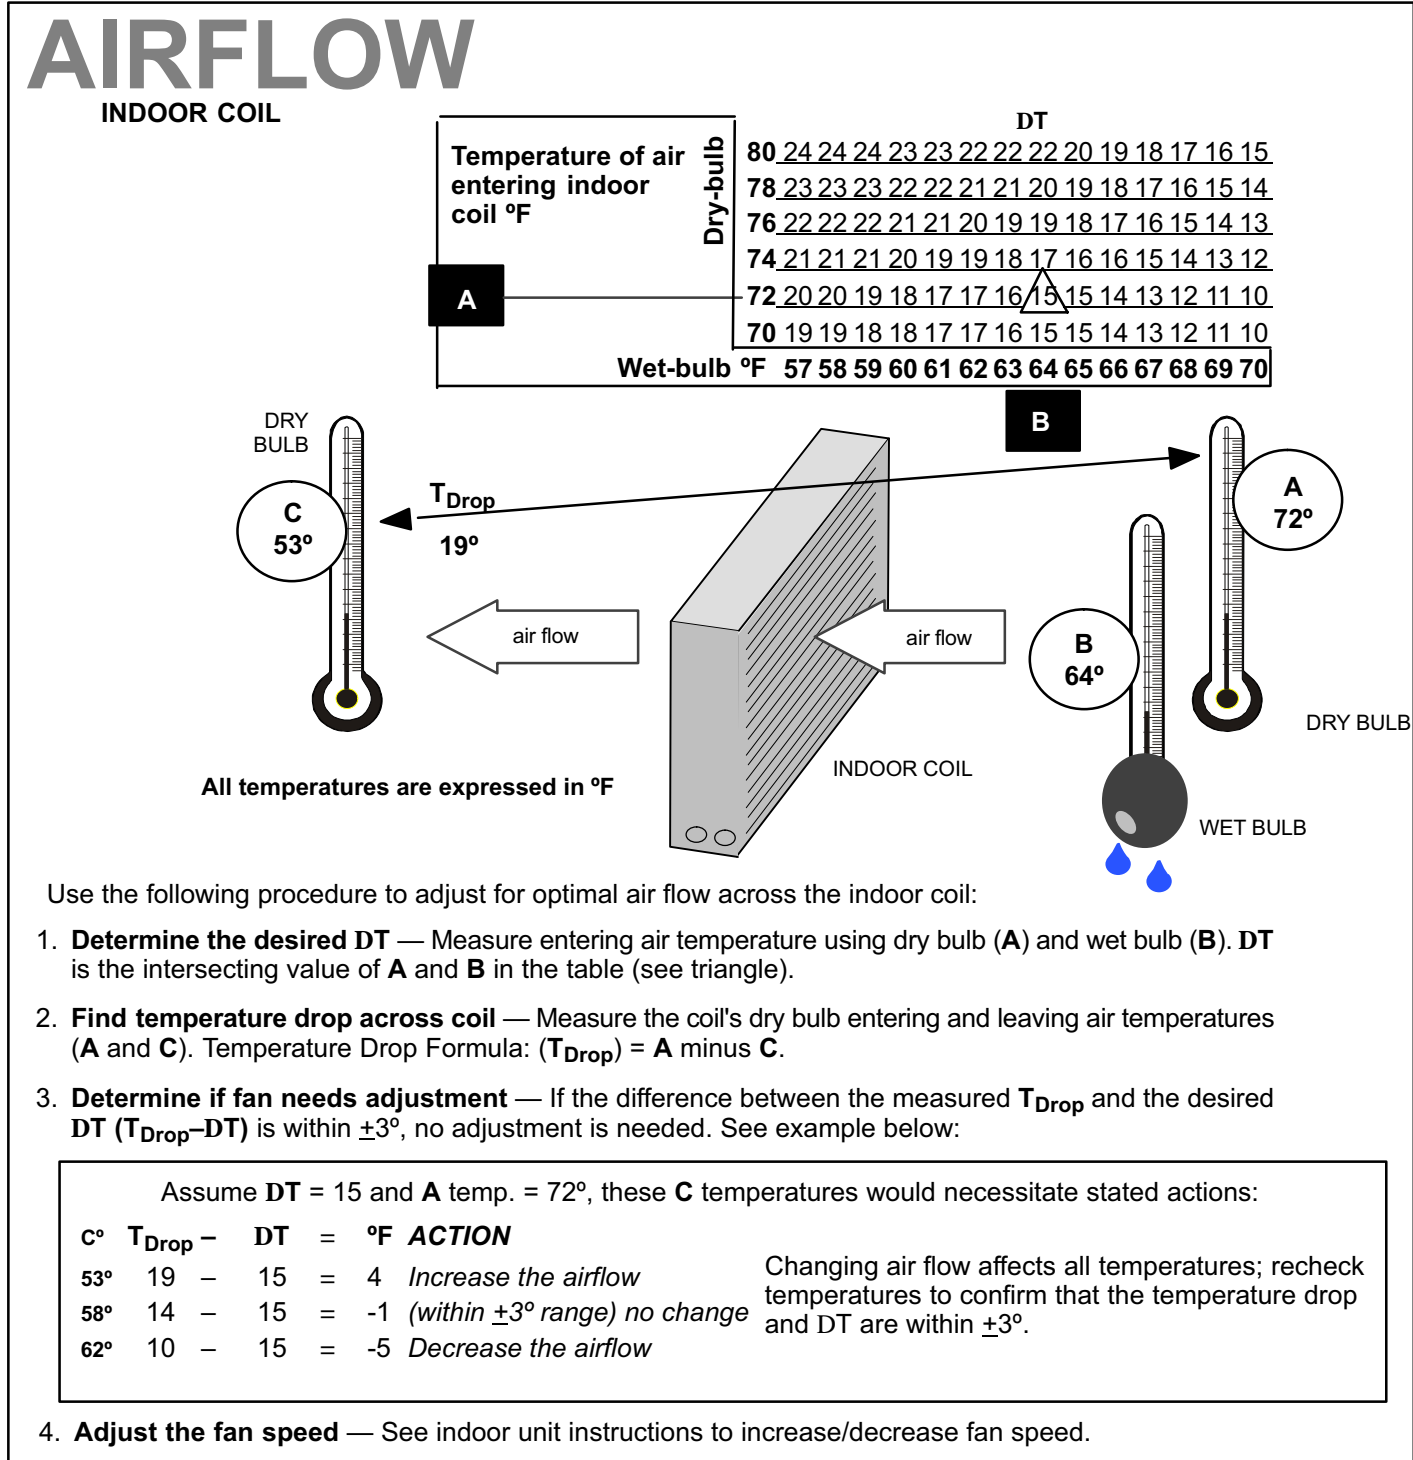 AIRFLOW
INDOOR COIL
DT
Temperature of air
entering indoor
coil ºF
Dry-bulb
80 24 24 24 23 23 22 22 22 20 19 18 17 16 15
78 23 23 23 22 22 21 21 20 19 18 17 16 15 14
76 22 22 22 21 21 20 19 19 18 17 16 15 14 13
74 21 21 21 20 19 19 18 17 16 16 15 14 13 12
A
72 20 20 19 18 17 17 16 15 15 14 13 12 11 10
70 19 19 18 18 17 17 16 15 15 14 13 12 11 10
Wet-bulb ºF 57 58 59 60 61 62 63 64 65 66 67 68 69 70
B
DRY
BULB
C
53º
TDrop
19º
A
72º
air flow
air flow
B
64º
DRY BULB
INDOOR COIL
All temperatures are expressed in ºF
WET BULB
Use the following procedure to adjust for optimal air flow across the indoor coil:
1. Determine the desired DT — Measure entering air temperature using dry bulb (A) and wet bulb (B). DT
is the intersecting value of A and B in the table (see triangle).
2. Find temperature drop across coil — Measure the coil's dry bulb entering and leaving air temperatures
(A and C). Temperature Drop Formula: (TDrop) = A minus C.
3. Determine if fan needs adjustment — If the difference between the measured TDrop and the desired
DT (TDrop–DT) is within ±3º, no adjustment is needed. See example below:
Assume DT = 15 and A temp. = 72º, these C temperatures would necessitate stated actions:
Cº TDrop – DT = ºF ACTION
53º 19 – 15 = 4 Increase the airflow
58º 14 – 15 = -1 (within ±3º range) no change
62º 10 – 15 = -5 Decrease the airflow
Changing air flow affects all temperatures; recheck
temperatures to confirm that the temperature drop
and DT are within ±3º.
4. Adjust the fan speed — See indoor unit instructions to increase/decrease fan speed.